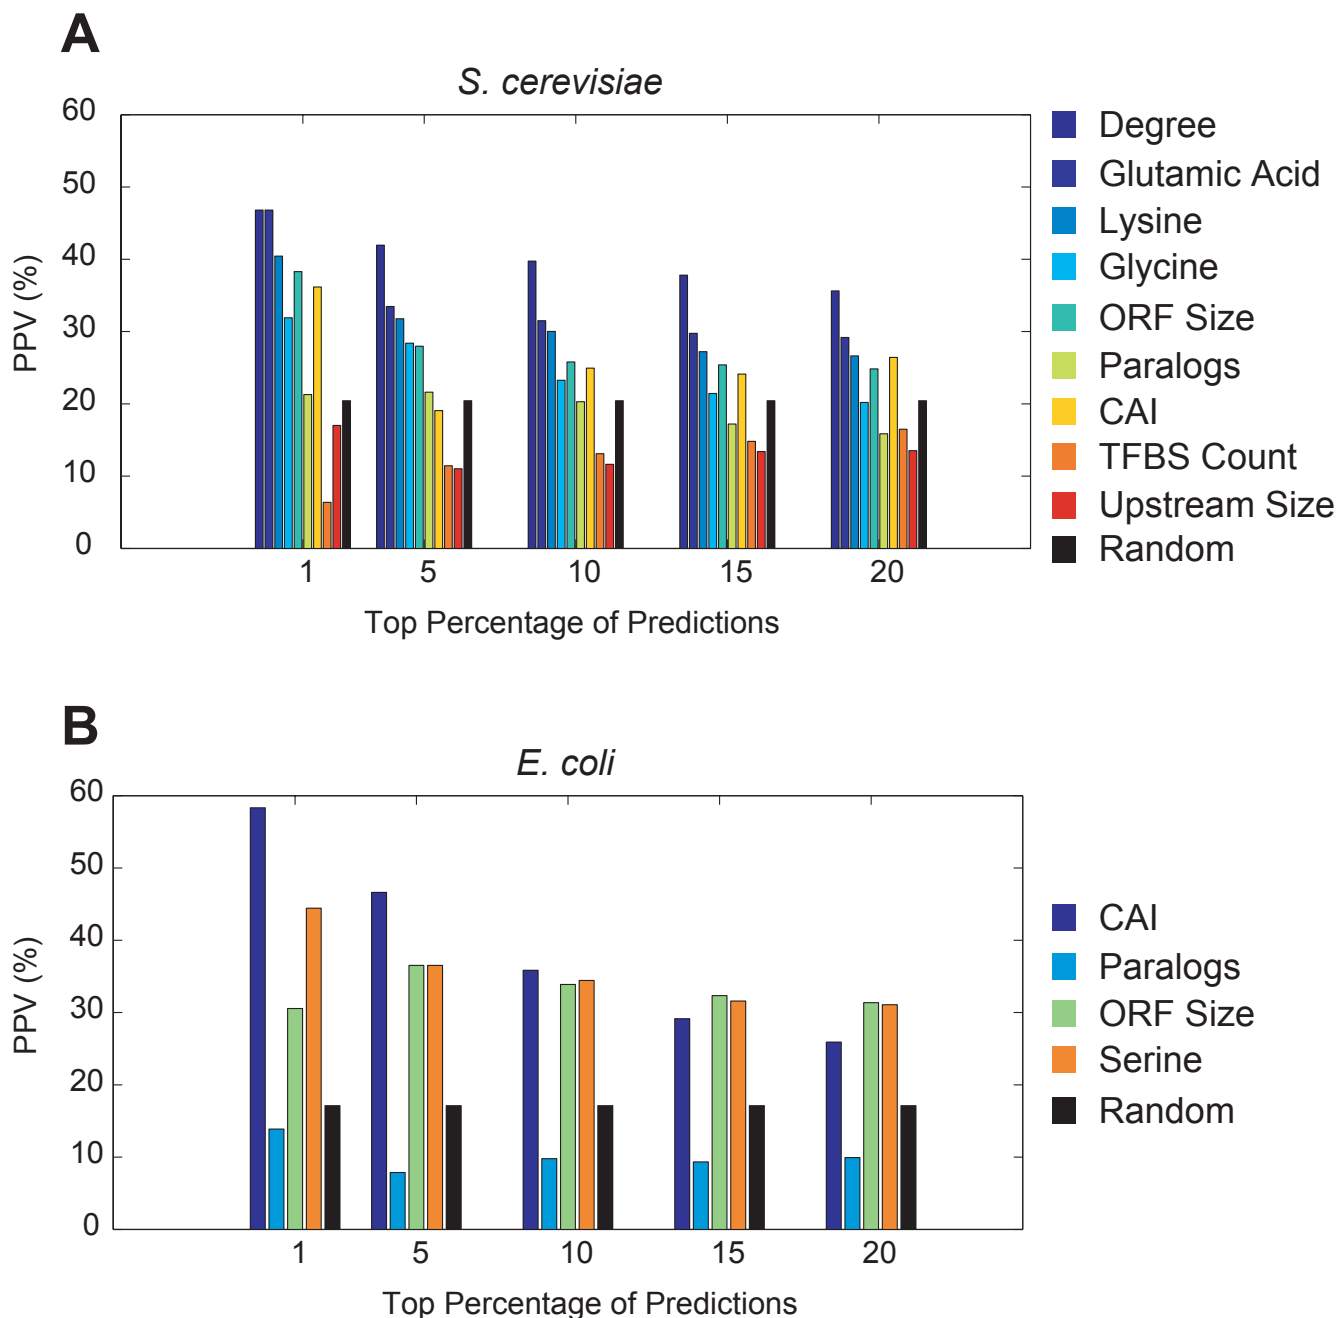 A
S. cerevisiae
60
50
40
30
20
10
0
PPV (%)
1 5 10 15 20
Top Percentage of Predictions
Degree
Glutamic Acid
Lysine
Glycine
ORF Size
Paralogs
CAI
TFBS Count
Upstream Size
Random
B
E. coli
60
50
40
30
20
10
0
PPV (%)
1 5 10 15 20
Top Percentage of Predictions
CAI
Paralogs
ORF Size
Serine
Random